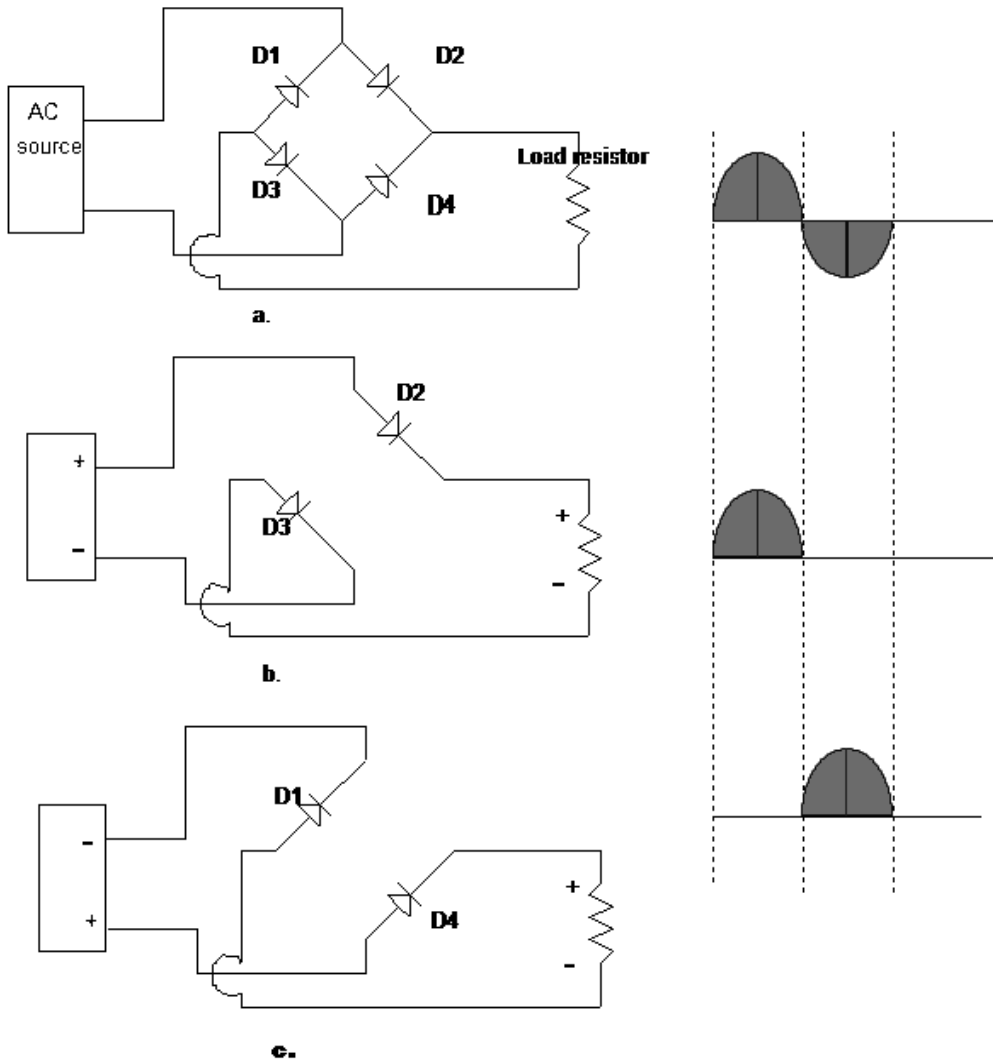 D1
D2
AC
source
Load resistor
D3
D4
a.
D2
+
D3
+
-
-
b.
D1
-
+
+
D4
-
c.